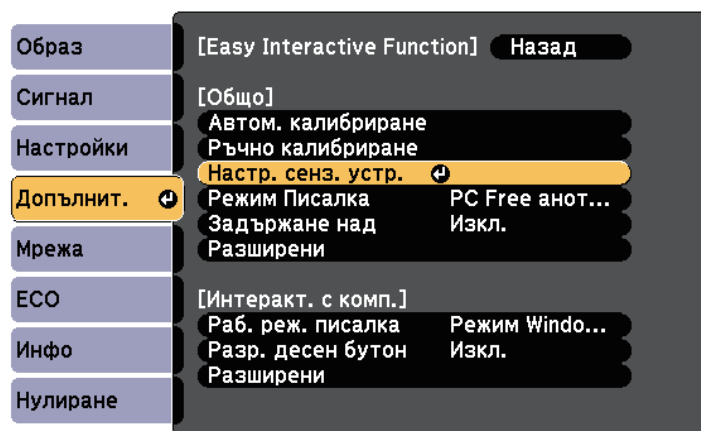 Образ
Сигнал
Настройки
Допълнит.
Мрежа
ECO
Инфо
Нулиране
[Easy Interactive Function] Назад
[Общо]
Автом. калибриране
Ръчно калибриране
Настр. сенз. устр.
Режим Писалка PC Free анот...
Задържане над Изкл.
Разширени
[Интеракт. с комп.]
Раб. реж. писалка Режим Windo...
Разр. десен бутон Изкл.
Разширени